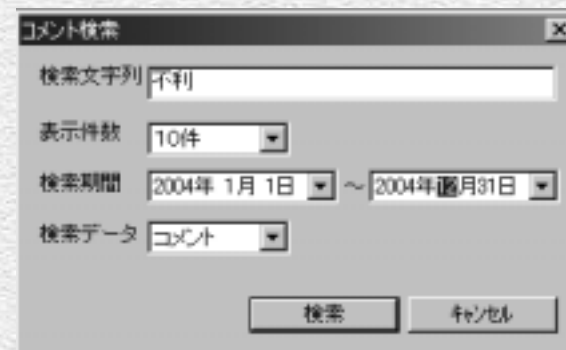 コメント検索
検索文字列 不利
表示件数 10件
検索期間 2004年 1月 1日 ～ 2004年 月31日
検索データ コメント
検索 キャンセル